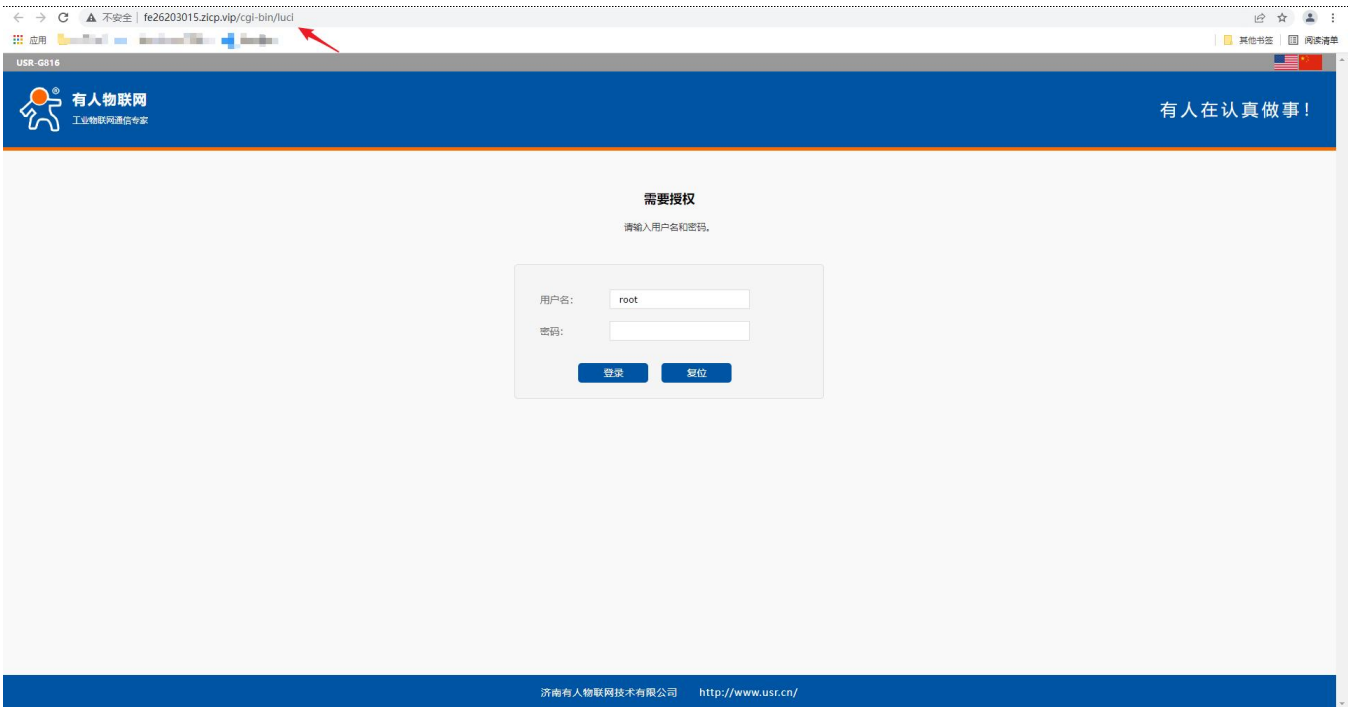 不安全 | fe26203015.zicp.vip/cgi-bin/luci
应用
其他书签 阅读清单
USR-G816
有人物联网
®
工业物联网通信专家
有人在认真做事！
需要授权
请输入用户名和密码。
用户名： root
密码：
登录 复位
济南有人物联网技术有限公司 http://www.usr.cn/